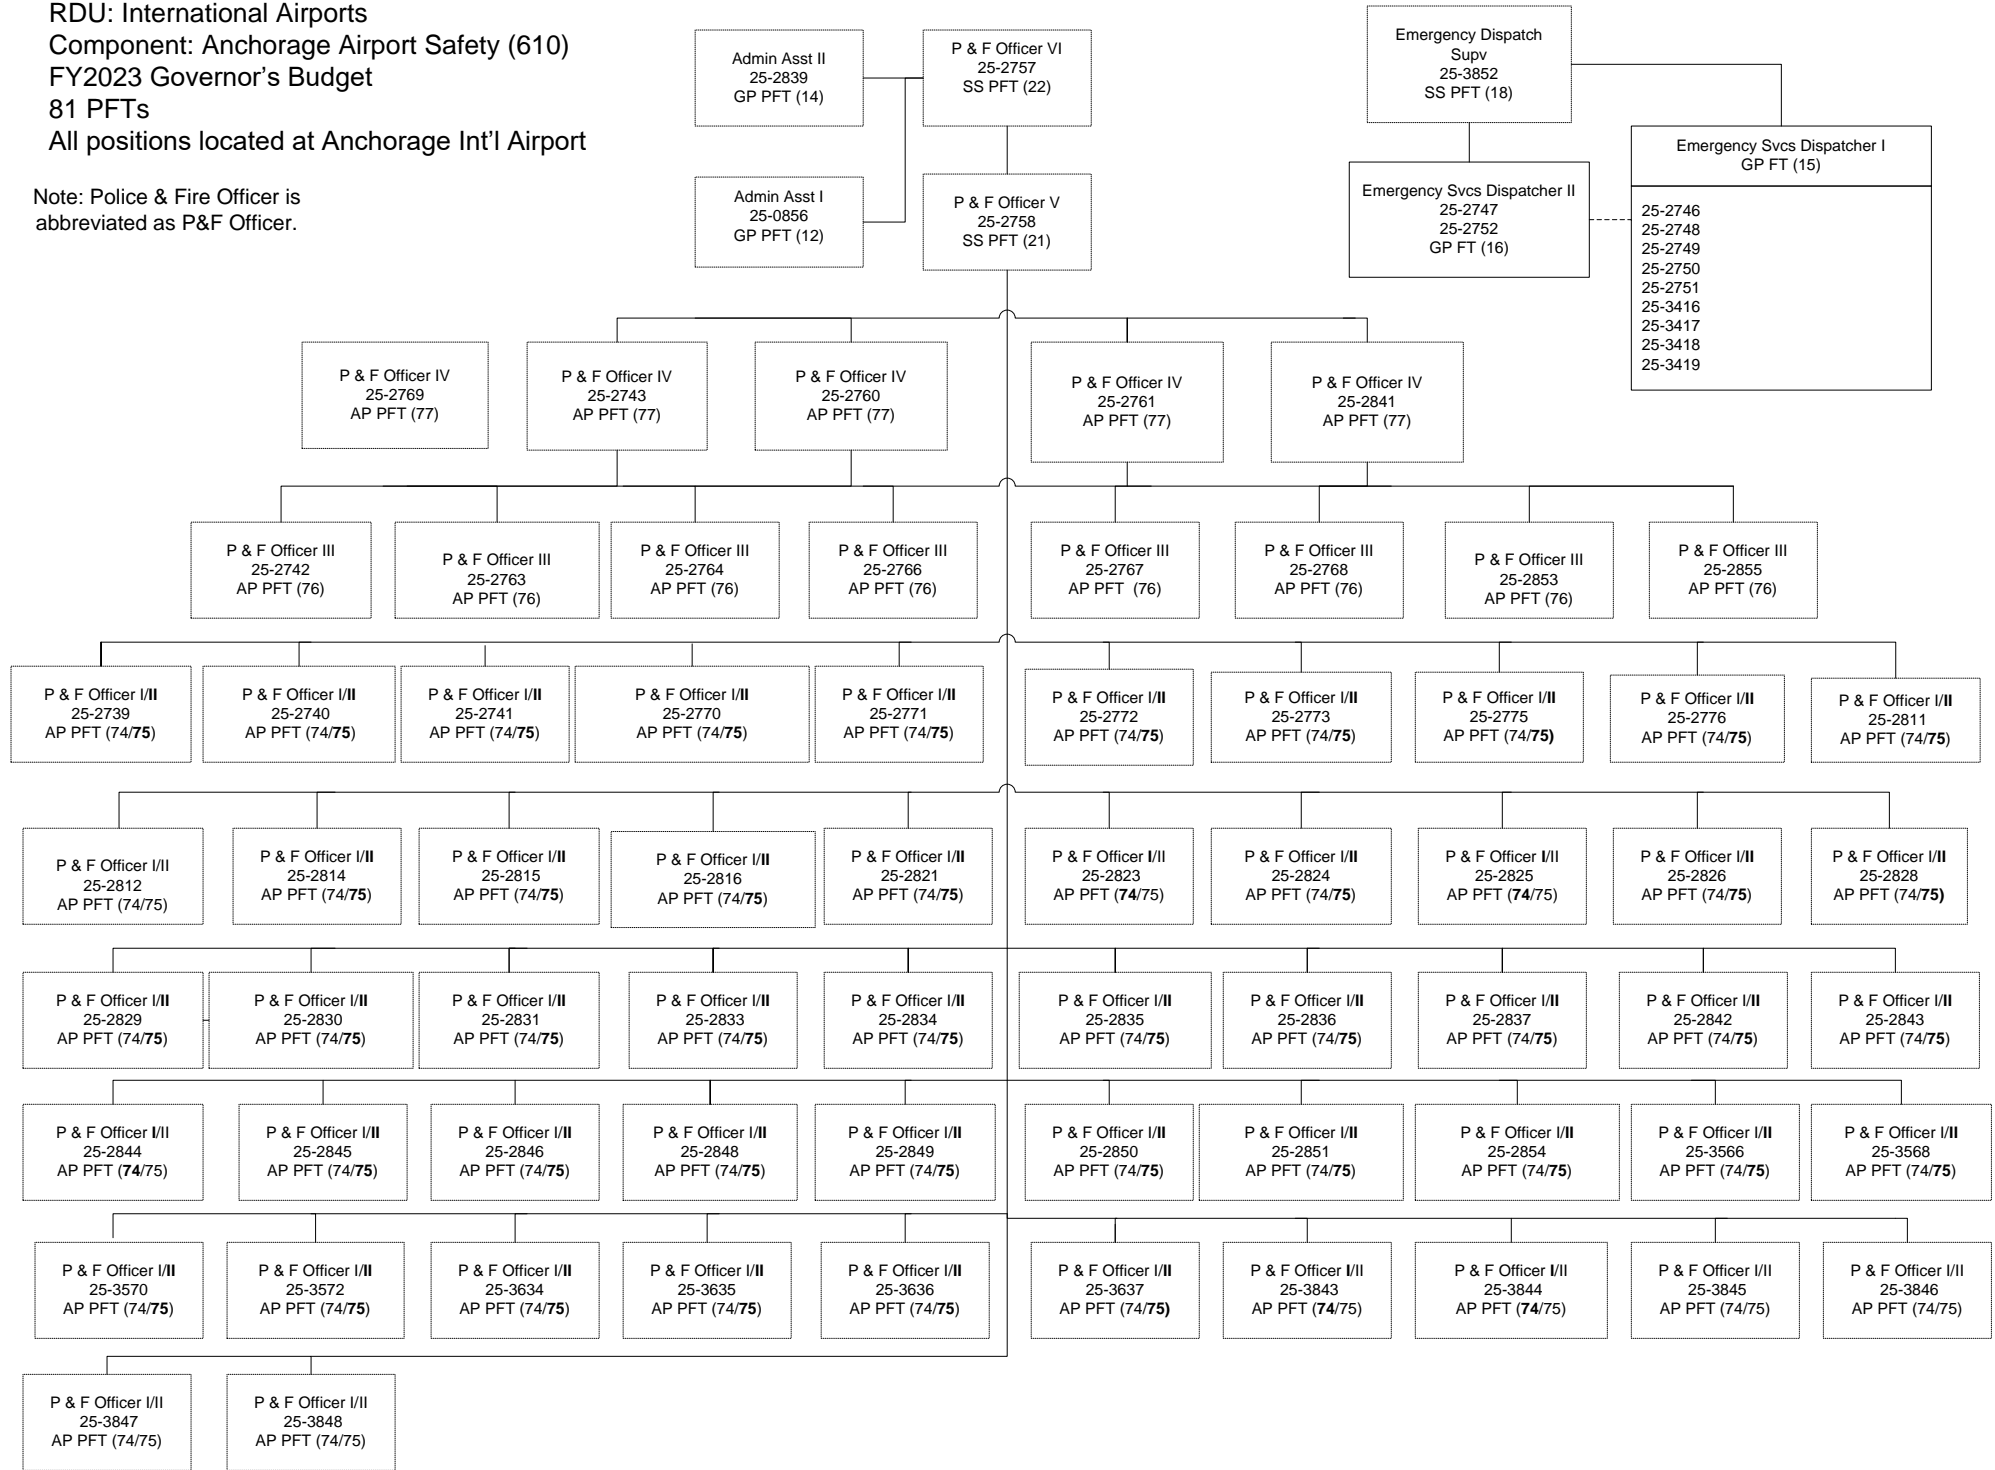 RDU: International Airports
Component: Anchorage Airport Safety (610)
FY2023 Governor's Budget
81 PFTs
All positions located at Anchorage Int'l Airport
Note: Police & Fire Officer is
abbreviated as P&F Officer.
Admin Asst II
25-2839
GP PFT (14)
P & F Officer VI
25-2757
SS PFT (22)
Admin Asst I
25-0856
GP PFT (12)
P & F Officer V
25-2758
SS PFT (21)
Emergency Dispatch
Supv
25-3852
SS PFT (18)
Emergency Svcs Dispatcher II
25-2747
25-2752
GP FT (16)
Emergency Svcs Dispatcher I
GP FT (15)
25-2746
25-2748
25-2749
25-2750
25-2751
25-3416
25-3417
25-3418
25-3419
P & F Officer IV
25-2769
AP PFT (77)
P & F Officer IV
25-2743
AP PFT (77)
P & F Officer IV
25-2760
AP PFT (77)
P & F Officer IV
25-2761
AP PFT (77)
P & F Officer IV
25-2841
AP PFT (77)
P & F Officer III
25-2742
AP PFT (76)
P & F Officer III
25-2763
AP PFT (76)
P & F Officer III
25-2764
AP PFT (76)
P & F Officer III
25-2766
AP PFT (76)
P & F Officer III
25-2767
AP PFT (76)
P & F Officer III
25-2768
AP PFT (76)
P & F Officer III
25-2853
AP PFT (76)
P & F Officer III
25-2855
AP PFT (76)
P & F Officer I/II
25-2739
AP PFT (74/75)
P & F Officer I/II
25-2740
AP PFT (74/75)
P & F Officer I/II
25-2741
AP PFT (74/75)
P & F Officer I/II
25-2770
AP PFT (74/75)
P & F Officer I/II
25-2771
AP PFT (74/75)
P & F Officer I/II
25-2772
AP PFT (74/75)
P & F Officer I/II
25-2773
AP PFT (74/75)
P & F Officer I/II
25-2775
AP PFT (74/75)
P & F Officer I/II
25-2776
AP PFT (74/75)
P & F Officer I/II
25-2811
AP PFT (74/75)
P & F Officer I/II
25-2812
AP PFT (74/75)
P & F Officer I/II
25-2814
AP PFT (74/75)
P & F Officer I/II
25-2815
AP PFT (74/75)
P & F Officer I/II
25-2816
AP PFT (74/75)
P & F Officer I/II
25-2821
AP PFT (74/75)
P & F Officer I/II
25-2823
AP PFT (74/75)
P & F Officer I/II
25-2824
AP PFT (74/75)
P & F Officer I/II
25-2825
AP PFT (74/75)
P & F Officer I/II
25-2826
AP PFT (74/75)
P & F Officer I/II
25-2828
AP PFT (74/75)
P & F Officer I/II
25-2829
AP PFT (74/75)
P & F Officer I/II
25-2830
AP PFT (74/75)
P & F Officer I/II
25-2831
AP PFT (74/75)
P & F Officer I/II
25-2833
AP PFT (74/75)
P & F Officer I/II
25-2834
AP PFT (74/75)
P & F Officer I/II
25-2835
AP PFT (74/75)
P & F Officer I/II
25-2836
AP PFT (74/75)
P & F Officer I/II
25-2837
AP PFT (74/75)
P & F Officer I/II
25-2842
AP PFT (74/75)
P & F Officer I/II
25-2843
AP PFT (74/75)
P & F Officer I/II
25-2844
AP PFT (74/75)
P & F Officer I/II
25-2845
AP PFT (74/75)
P & F Officer I/II
25-2846
AP PFT (74/75)
P & F Officer I/II
25-2848
AP PFT (74/75)
P & F Officer I/II
25-2849
AP PFT (74/75)
P & F Officer I/II
25-2850
AP PFT (74/75)
P & F Officer I/II
25-2851
AP PFT (74/75)
P & F Officer I/II
25-2854
AP PFT (74/75)
P & F Officer I/II
25-3566
AP PFT (74/75)
P & F Officer I/II
25-3568
AP PFT (74/75)
P & F Officer I/II
25-3570
AP PFT (74/75)
P & F Officer I/II
25-3572
AP PFT (74/75)
P & F Officer I/II
25-3634
AP PFT (74/75)
P & F Officer I/II
25-3635
AP PFT (74/75)
P & F Officer I/II
25-3636
AP PFT (74/75)
P & F Officer I/II
25-3637
AP PFT (74/75)
P & F Officer I/II
25-3843
AP PFT (74/75)
P & F Officer I/II
25-3844
AP PFT (74/75)
P & F Officer I/II
25-3845
AP PFT (74/75)
P & F Officer I/II
25-3846
AP PFT (74/75)
P & F Officer I/II
25-3847
AP PFT (74/75)
P & F Officer I/II
25-3848
AP PFT (74/75)